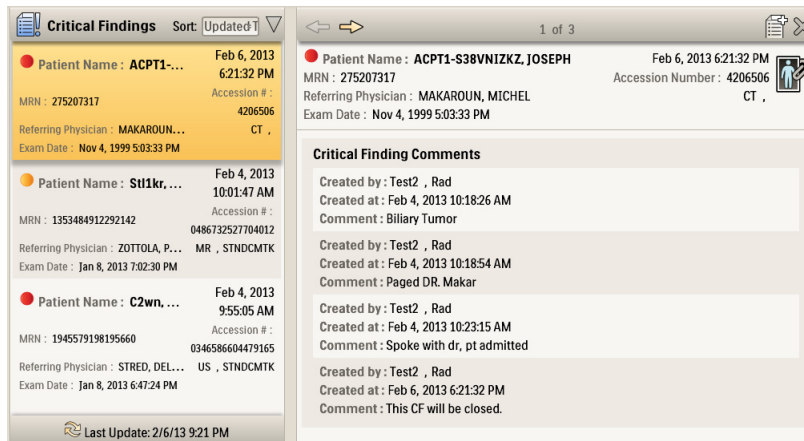 Critical Findings Sort: Updated T
Patient Name : ACPT1-... Feb 6, 2013
6:21:32 PM
MRN : 275207317 Accession # :
4206506
Referring Physician : MAKAROUN... CT ,
Exam Date : Nov 4, 1999 5:03:33 PM
Patient Name : Stl1kr, ... Feb 4, 2013
10:01:47 AM
MRN : 1353484912292142 Accession # :
0486732527704012
Referring Physician : ZOTTOLA, P... MR , STNDCMTK
Exam Date : Jan 8, 2013 7:02:30 PM
Patient Name : C2wn, ... Feb 4, 2013
9:55:05 AM
MRN : 1945579198195660 Accession # :
0346586604479165
Referring Physician : STRED, DEL... US , STNDCMTK
Exam Date : Jan 8, 2013 6:47:24 PM
Last Update: 2/6/13 9:21 PM
1 of 3
Patient Name : ACPT1-S38VNIZKZ, JOSEPH Feb 6, 2013 6:21:32 PM
MRN : 275207317 Accession Number : 4206506
Referring Physician : MAKAROUN, MICHEL CT ,
Exam Date : Nov 4, 1999 5:03:33 PM
Critical Finding Comments
Created by : Test2 , Rad
Created at : Feb 4, 2013 10:18:26 AM
Comment : Biliary Tumor
Created by : Test2 , Rad
Created at : Feb 4, 2013 10:18:54 AM
Comment : Paged DR. Makar
Created by : Test2 , Rad
Created at : Feb 4, 2013 10:23:15 AM
Comment : Spoke with dr, pt admitted
Created by : Test2 , Rad
Created at : Feb 6, 2013 6:21:32 PM
Comment : This CF will be closed.